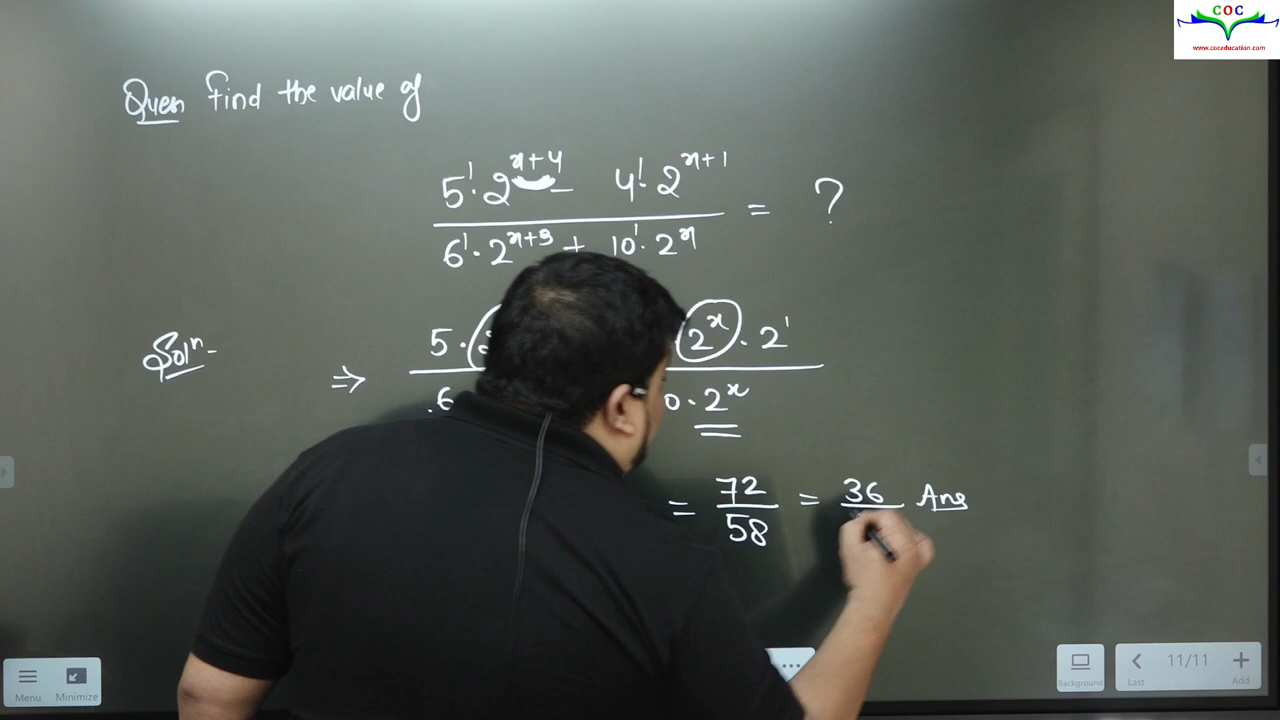 COC
www.coceducation.com
Quen find the value of
5¹·2^(x+4) − 4!·2^(x+1)
6¹·2^(x+3) + 10¹·2^x
= ?
Solⁿ-
⇒
5· 2^x · 2¹
.6 0·2^x
= 72/58 = 36 Ans
Menu
Minimize
Background
11/11
Last
Add